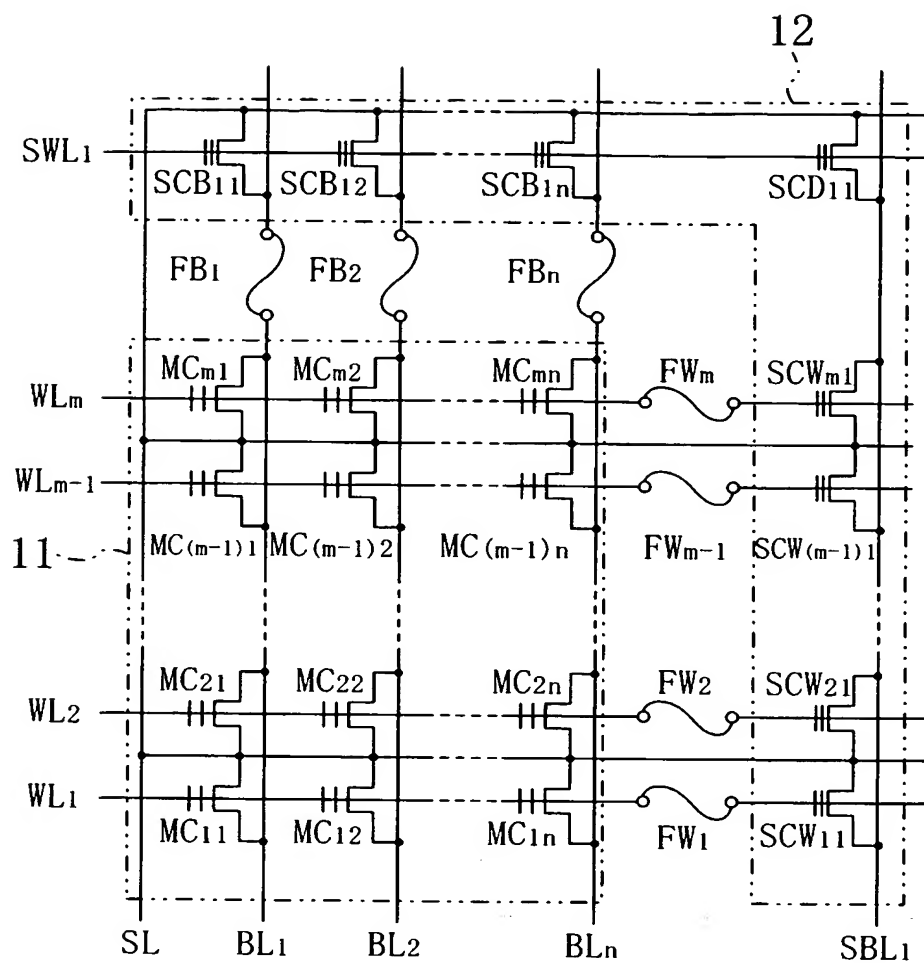 12
SWL1
SCB11 SCB12 SCB1n SCD11
FB1 FB2 FBn
MCm1 MCm2 MCmn FWm SCWm1
WLm
WLm-1
11 MC(m-1)1 MC(m-1)2 MC(m-1)n FWm-1 SCW(m-1)1
MC21 MC22 MC2n FW2 SCW21
WL2
WL1
MC11 MC12 MC1n FW1 SCW11
SL BL1 BL2 BLn SBL1